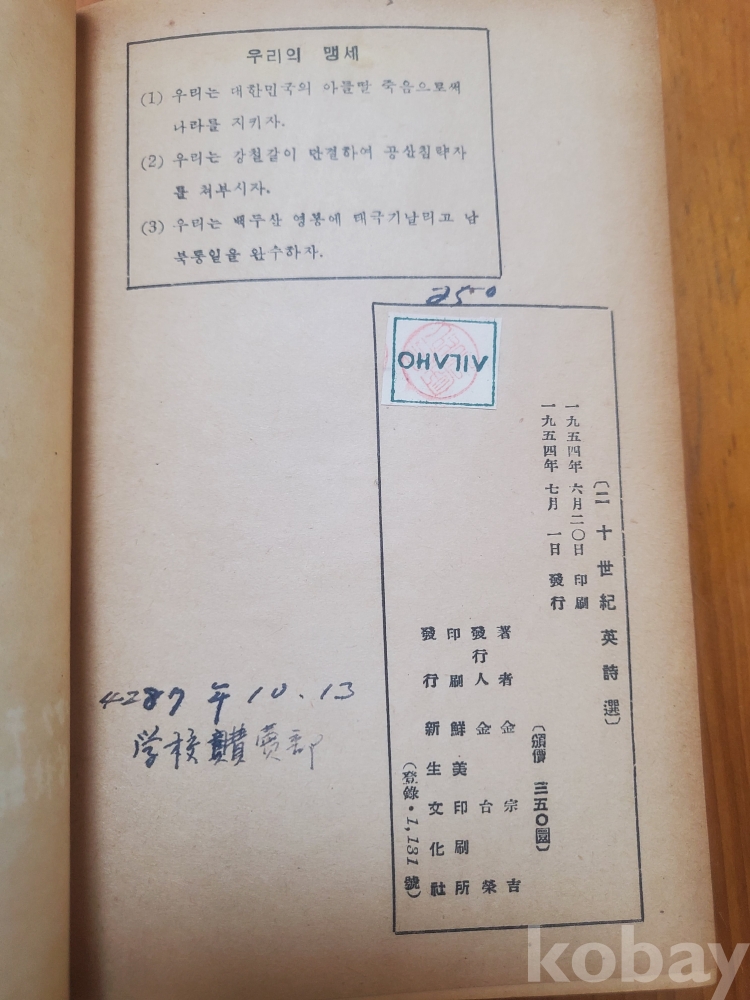 우리의 맹세
(1) 우리는 대한민국의 아들딸 죽음으로써
나라를 지키자.
(2) 우리는 강철같이 단결하여 공산침략자
를 쳐부시자.
(3) 우리는 백두산 영봉에 태극기날리고 남
북통일을 완수하자.
250
AILAHO
〔二十世紀英詩選〕
一九五四年 六月二〇日 印刷
一九五四年 七月 一日 發行
〔頒價 三五〇圜〕
著者 金宗吉
發行人 金台榮
印刷 鮮美印刷所
發行 新生文化社
(登錄·1,131號)
4287年 10.13
学校 賣部
kobay